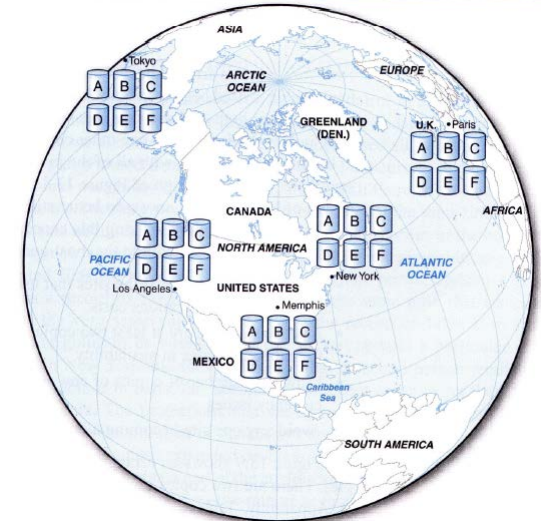 ASIA
•Tokyo
A B C
D E F
ARCTIC
OCEAN
EUROPE
GREENLAND
(DEN.)
U.K. •Paris
A B C
D E F
AFRICA
CANADA
A B C
D E F
A B C
D E F
NORTH AMERICA
PACIFIC
OCEAN
ATLANTIC
OCEAN
•New York
Los Angeles •
UNITED STATES
• Memphis
A B C
D E F
MEXICO
Caribbean
Sea
SOUTH AMERICA